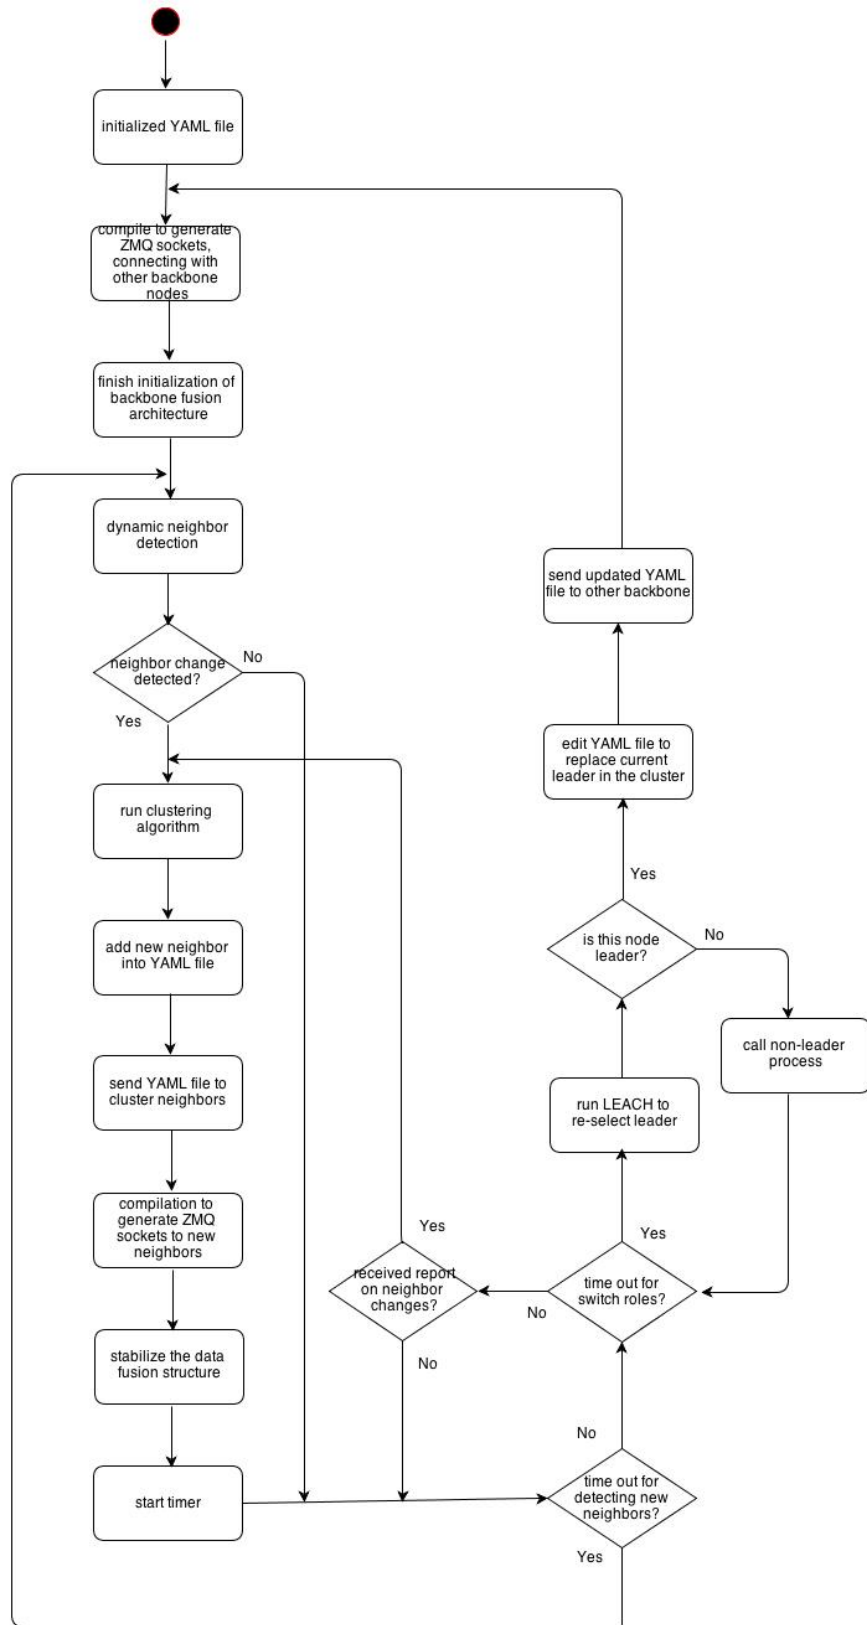 initialized YAML file
compile to generate
ZMQ sockets,
connecting with
other backbone
nodes
finish initialization of
backbone fusion
architecture
dynamic neighbor
detection
neighbor change
detected?
No
Yes
run clustering
algorithm
add new neighbor
into YAML file
send YAML file to
cluster neighbors
compilation to
generate ZMQ
sockets to new
neighbors
stabilize the data
fusion structure
start timer
time out for
detecting new
neighbors?
Yes
No
time out for
switch roles?
No
Yes
received report
on neighbor
changes?
Yes
No
run LEACH to
re-select leader
is this node
leader?
No
Yes
call non-leader
process
edit YAML file to
replace current
leader in the cluster
send updated YAML
file to other backbone